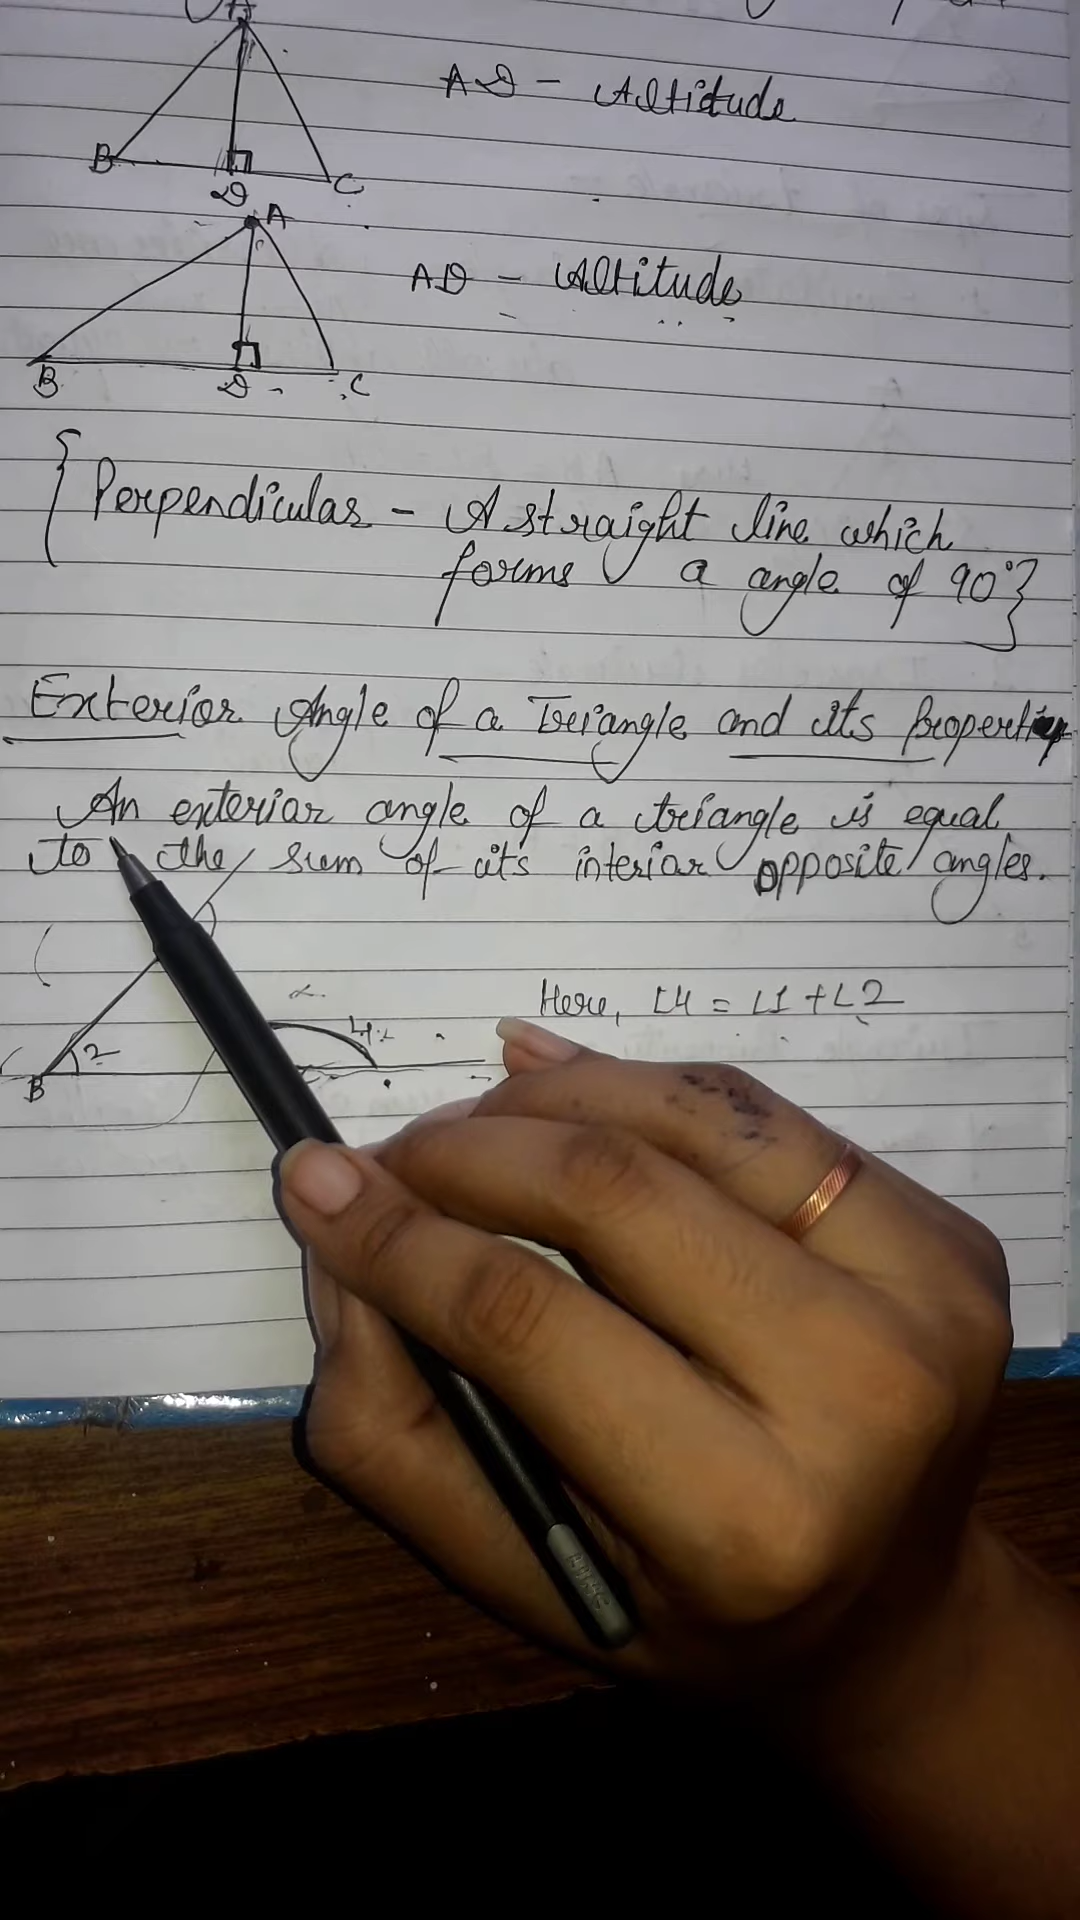 A
AD - Altitude
B
D
C
A
AD - Altitude
B
D
C
{ Perpendicular - A straight line which
forms a angle of 90° }
Exterior Angle of a Triangle and its Properties
An exterior angle of a triangle is equal
to the sum of its interior opposite angles.
Here, ∠4 = ∠1 + ∠2
2
B